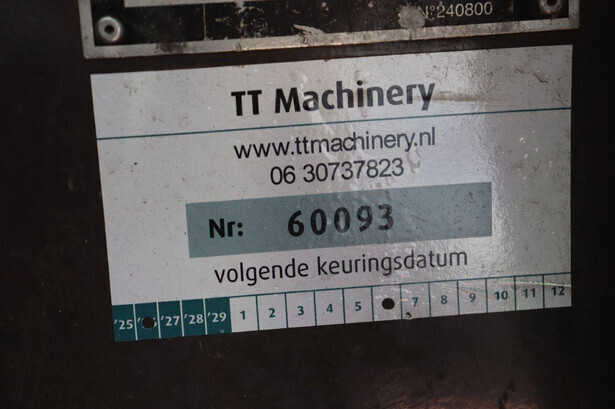 N° 240800
TT Machinery
www.ttmachinery.nl
06 30737823
Nr: 60093
volgende keuringsdatum
'25 '27 '28 '29 1 2 3 4 5 7 8 9 10 11 12